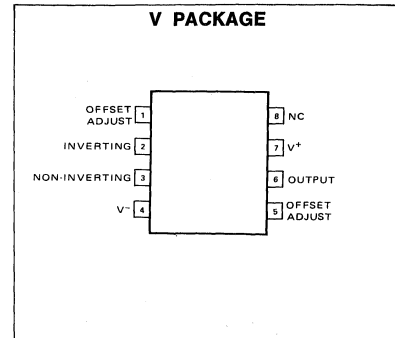 V PACKAGE
OFFSET
ADJUST 1
8 NC
INVERTING 2
7 V+
NON-INVERTING 3
6 OUTPUT
V− 4
5 OFFSET
ADJUST